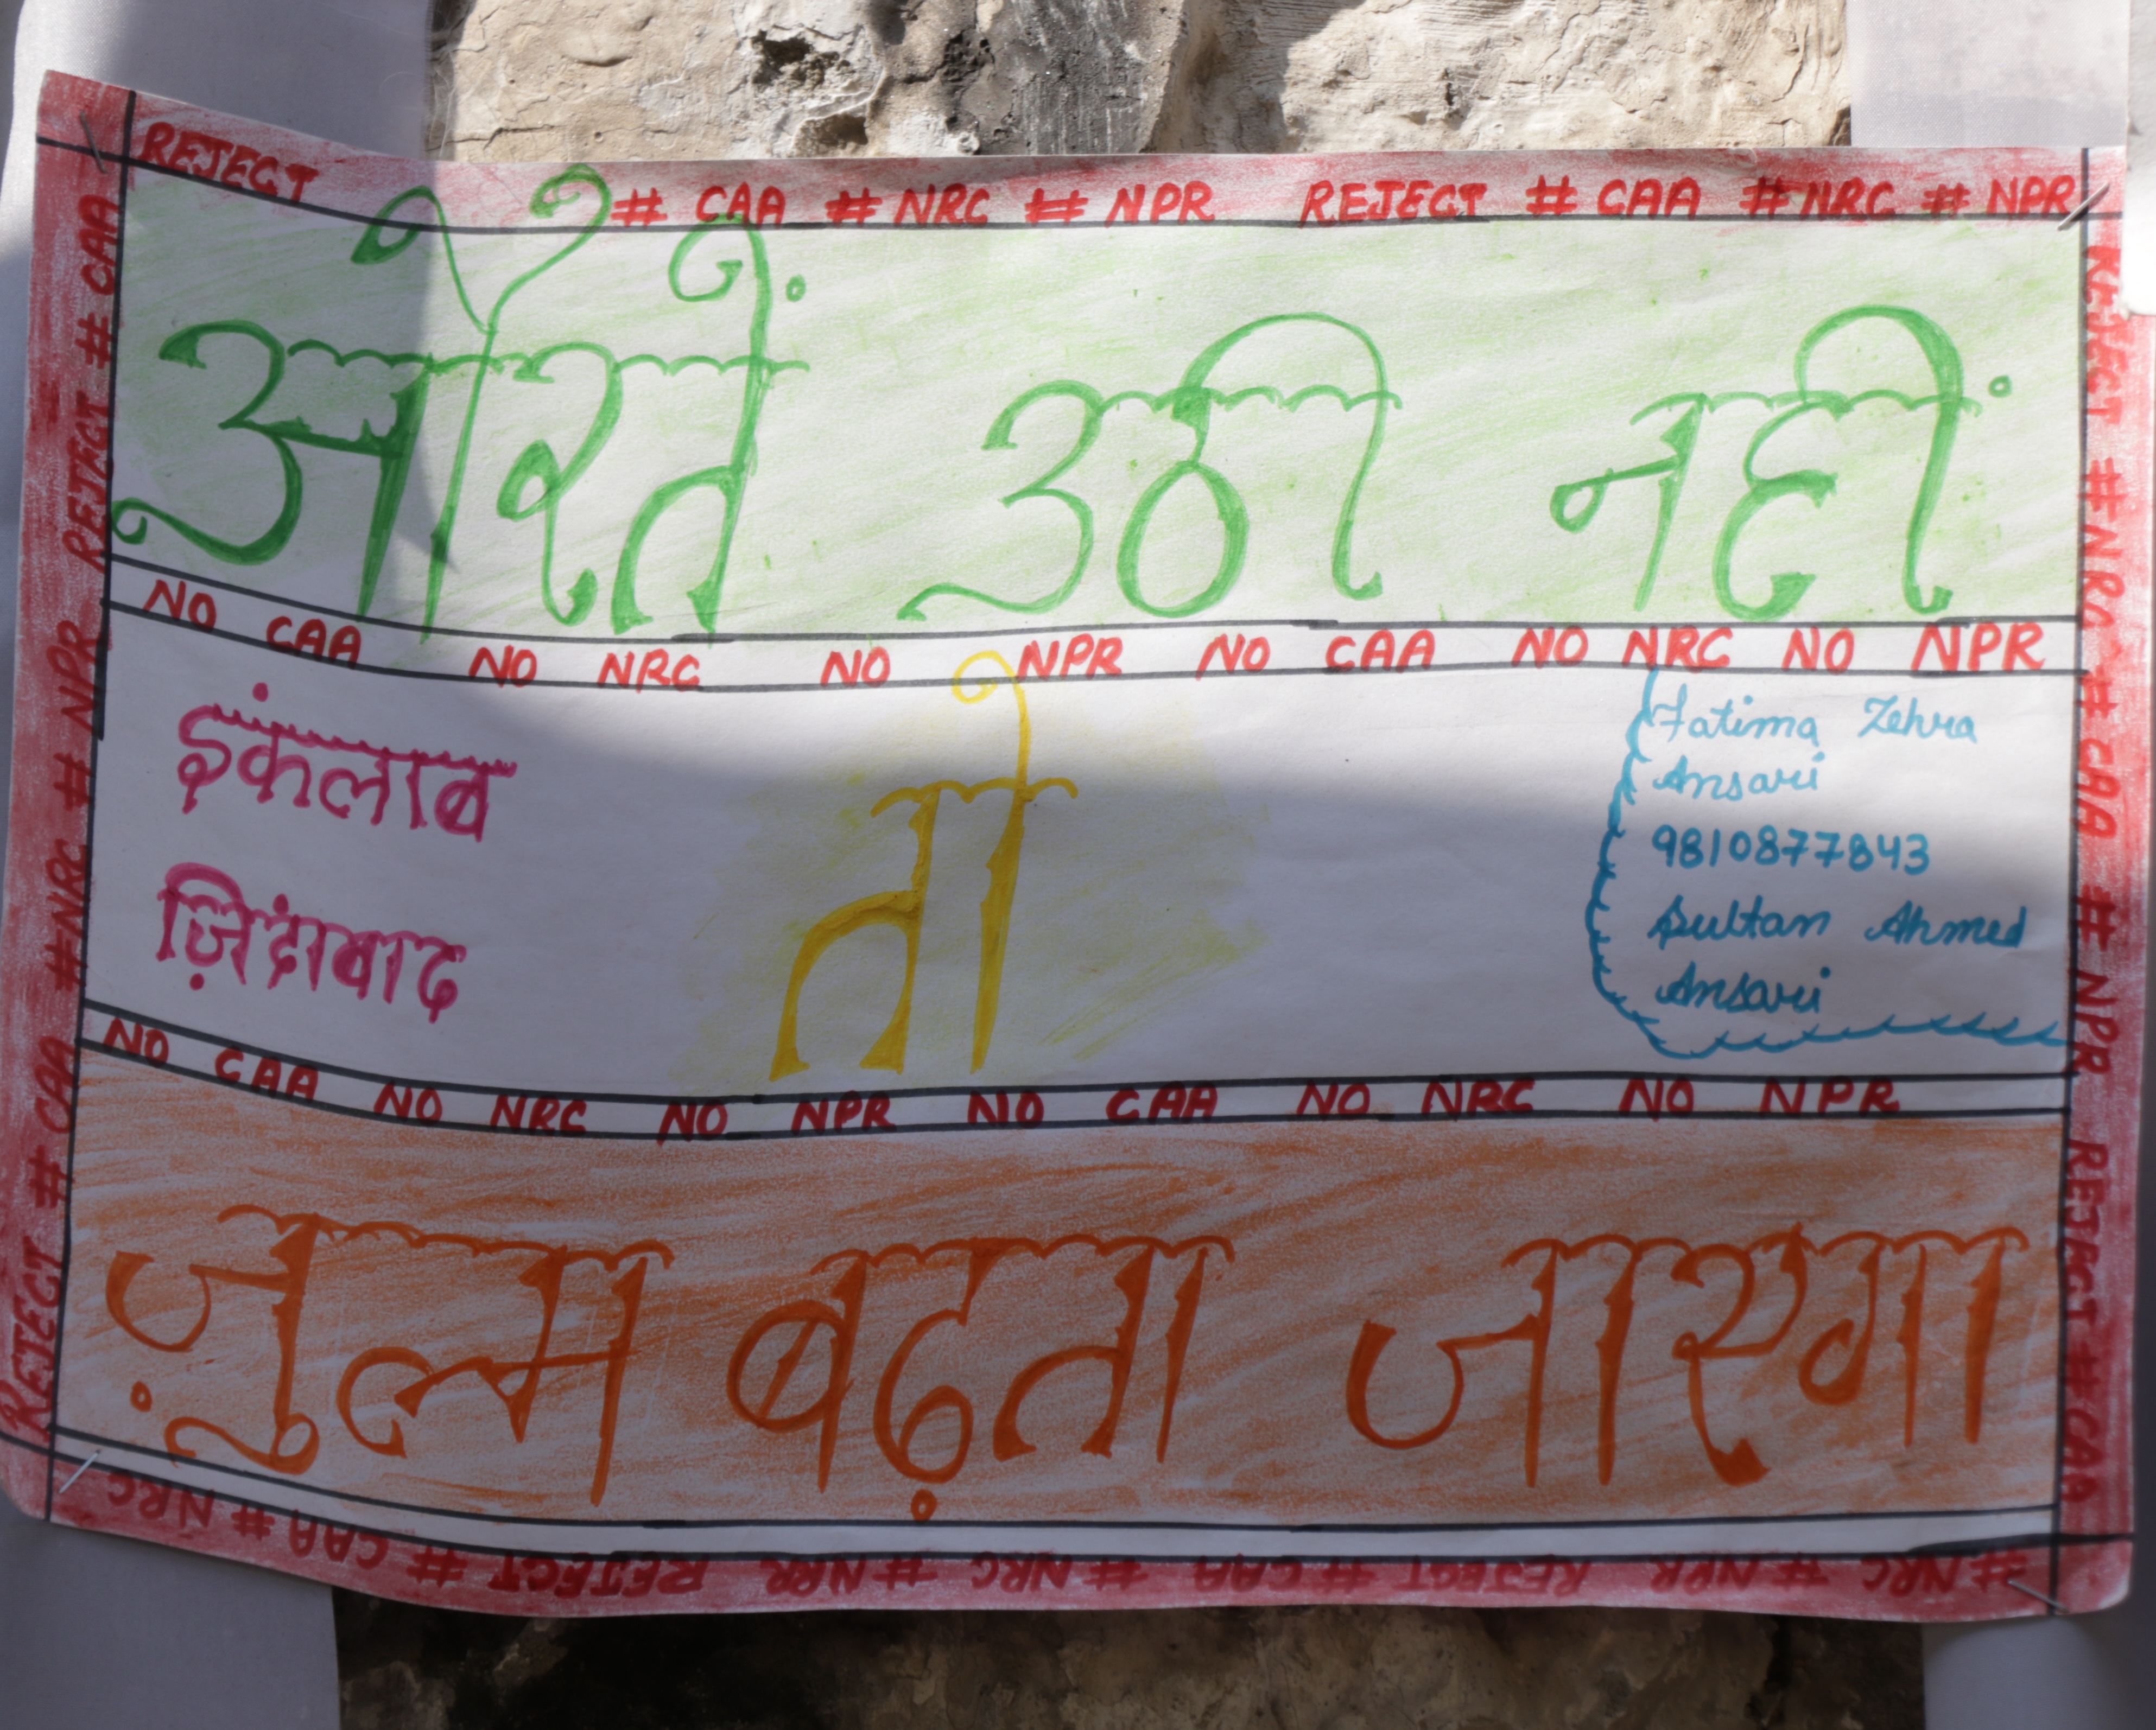 REJECT # CAA # NRC # NPR REJECT # CAA # NRC # NPR
औरतें उठी नहीं
NO CAA NO NRC NO NPR NO CAA NO NRC NO NPR
इंकलाब
ज़िंदाबाद
तो
Fatima Zehra
Ansari
9810877843
Sultan Ahmed
Ansari
NO CAA NO NRC NO NPR NO CAA NO NRC NO NPR
ज़ुल्म बढ़ता जाएगा
REJECT # CAA #NRC # NPR REJECT # CAA
REJECT #NRC # CAA # NPR REJECT # CAA
#NRC #NPR REJECT #CAA #NRC #NPR REJECT # CAA #NRC